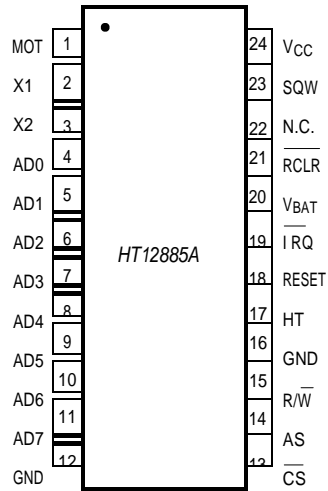 MOT 1 24 VCC
X1 2 23 SQW
X2 3 22 N.C.
AD0 4 21 RCLR
AD1 5 20 VBAT
AD2 6 19 IRQ
HT12885A
AD3 7 18 RESET
AD4 8 17 HT
AD5 9 16 GND
AD6 10 15 R/W
AD7 11 14 AS
GND 12 13 CS